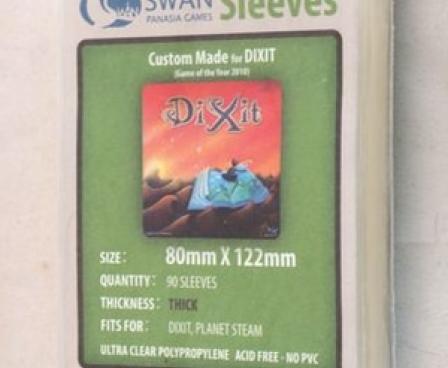 SWAN Sleeves
PANASIA GAMES
Custom Made for DIXIT
(Game of the Year 2010)
DiXit
SIZE: 80mm X 122mm
QUANTITY: 90 SLEEVES
THICKNESS: THICK
FITS FOR: DIXIT, PLANET STEAM
ULTRA CLEAR POLYPROPYLENE ACID FREE - NO PVC